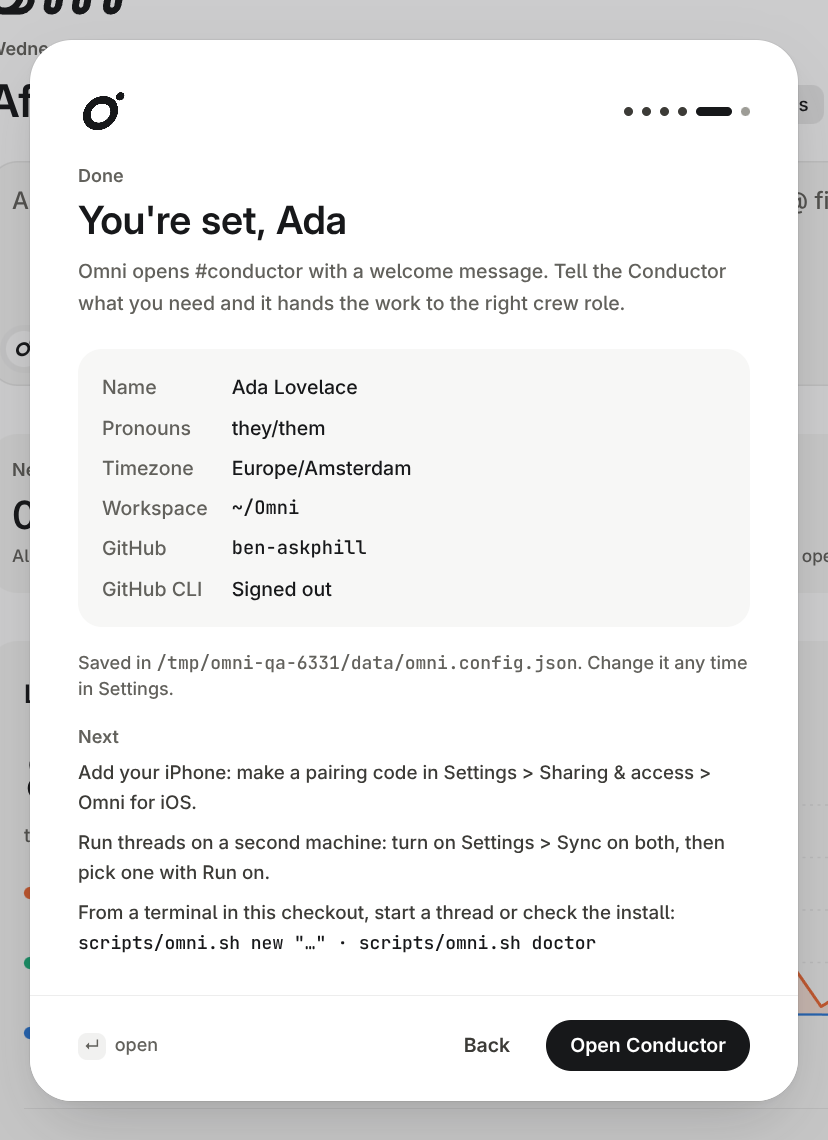 Wedne
Af
s
Done
You're set, Ada
Omni opens #conductor with a welcome message. Tell the Conductor
what you need and it hands the work to the right crew role.
Name Ada Lovelace
Pronouns they/them
Timezone Europe/Amsterdam
Workspace ~/Omni
GitHub ben-askphill
GitHub CLI Signed out
Saved in /tmp/omni-qa-6331/data/omni.config.json. Change it any time
in Settings.
Next
Add your iPhone: make a pairing code in Settings > Sharing & access >
Omni for iOS.
Run threads on a second machine: turn on Settings > Sync on both, then
pick one with Run on.
From a terminal in this checkout, start a thread or check the install:
scripts/omni.sh new "…" · scripts/omni.sh doctor
↵ open
Back
Open Conductor